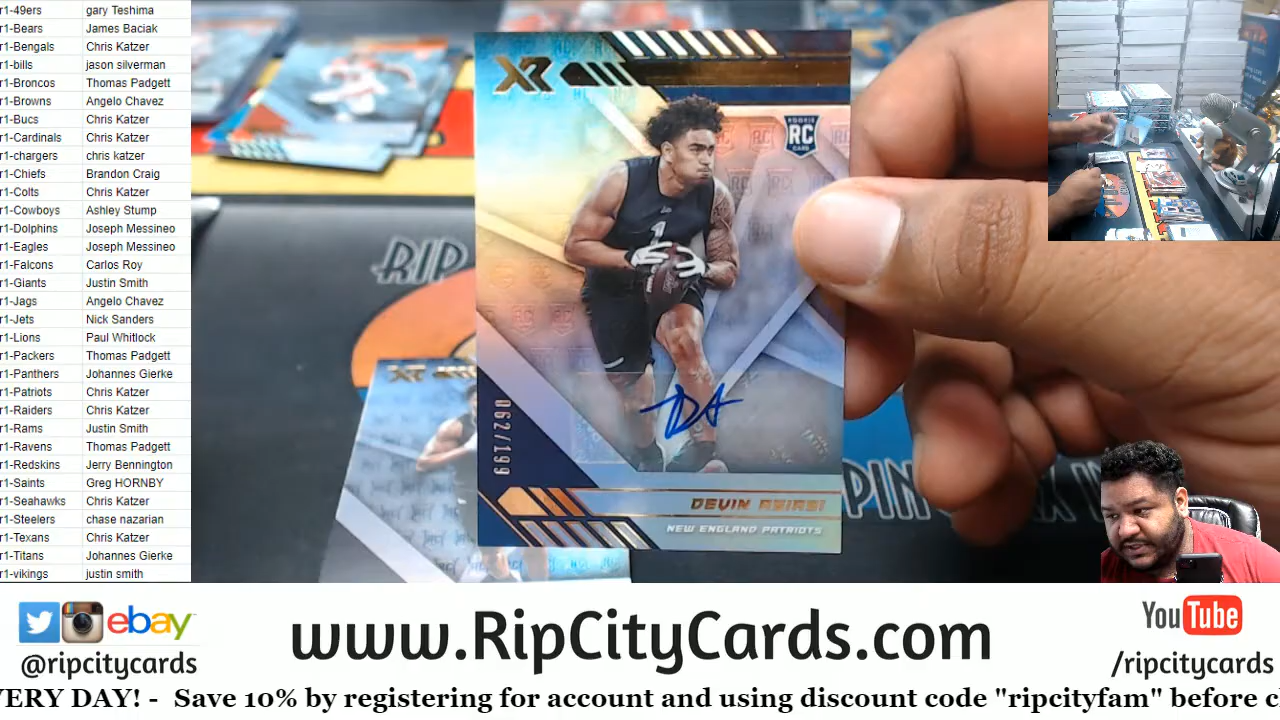 r1-49ers gary Teshima
r1-Bears James Baciak
r1-Bengals Chris Katzer
r1-bills jason silverman
r1-Broncos Thomas Padgett
r1-Browns Angelo Chavez
r1-Bucs Chris Katzer
r1-Cardinals Chris Katzer
r1-chargers chris katzer
r1-Chiefs Brandon Craig
r1-Colts Chris Katzer
r1-Cowboys Ashley Stump
r1-Dolphins Joseph Messineo
r1-Eagles Joseph Messineo
r1-Falcons Carlos Roy
r1-Giants Justin Smith
r1-Jags Angelo Chavez
r1-Jets Nick Sanders
r1-Lions Paul Whitlock
r1-Packers Thomas Padgett
r1-Panthers Johannes Gierke
r1-Patriots Chris Katzer
r1-Raiders Chris Katzer
r1-Rams Justin Smith
r1-Ravens Thomas Padgett
r1-Redskins Jerry Bennington
r1-Saints Greg HORNBY
r1-Seahawks Chris Katzer
r1-Steelers chase nazarian
r1-Texans Chris Katzer
r1-Titans Johannes Gierke
r1-vikings justin smith
XR
ROOKIE
RC
CARD
1
062/199
DEVIN ASIASI
NEW ENGLAND PATRIOTS
RIP
PIN
XR
ebay
@ripcitycards
www.RipCityCards.com
YouTube
/ripcitycards
VERY DAY! - Save 10% by registering for account and using discount code "ripcityfam" before c